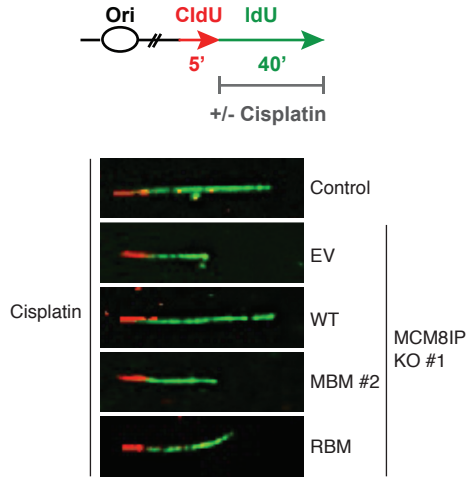 Ori CldU IdU
5' 40'
+/- Cisplatin
Control
EV
Cisplatin
WT
MCM8IP
KO #1
MBM #2
RBM